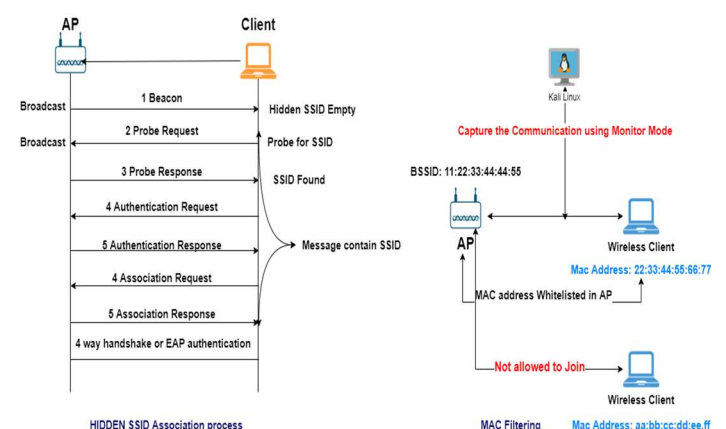 AP
Client
Broadcast
1 Beacon
Hidden SSID Empty
Broadcast
2 Probe Request
Probe for SSID
3 Probe Response
SSID Found
4 Authentication Request
5 Authentication Response
Message contain SSID
4 Association Request
5 Association Response
4 way handshake or EAP authentication
HIDDEN SSID Association process
Kali Linux
Capture the Communication using Monitor Mode
BSSID: 11:22:33:44:44:55
AP
Wireless Client
Mac Address: 22:33:44:55:66:77
MAC address Whitelisted in AP
Not allowed to Join
Wireless Client
MAC Filtering
Mac Address: aa:bb:cc:dd:ee.ff